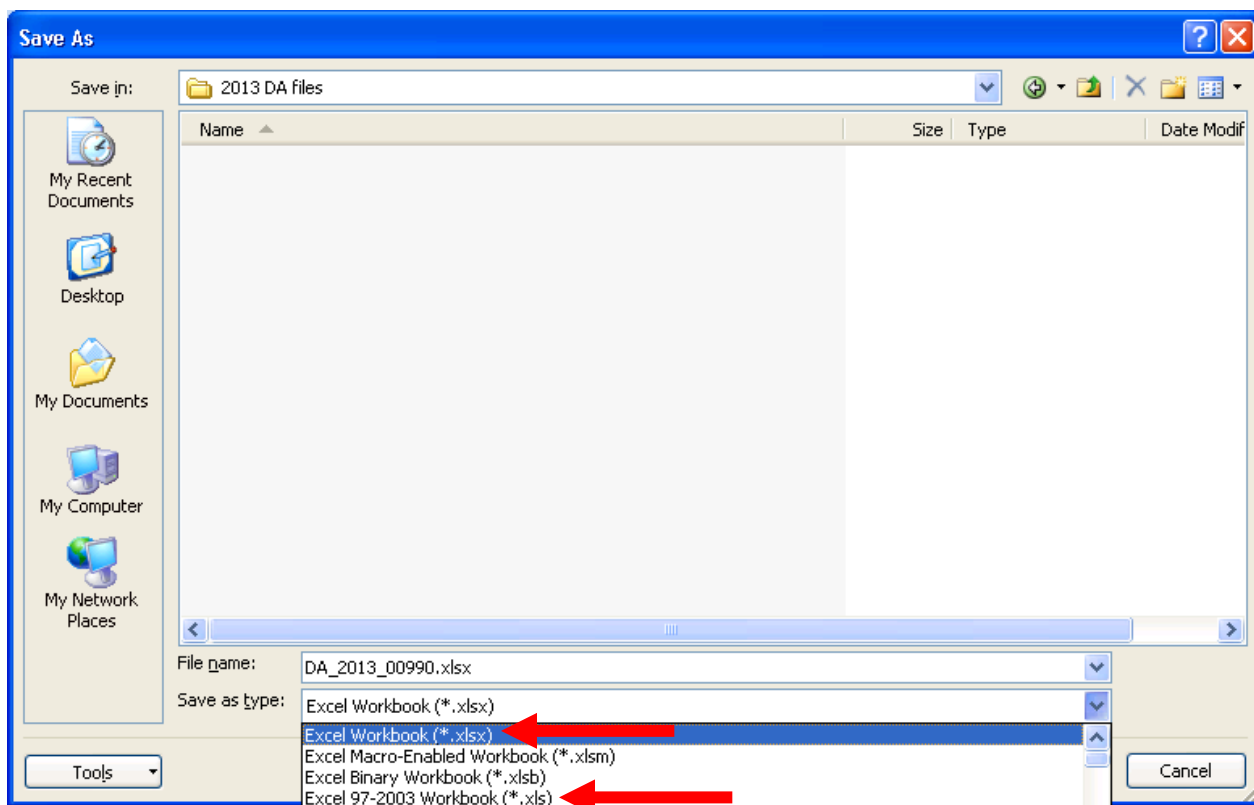 Save As
Save in:
2013 DA files
Name
Size
Type
Date Modif
My Recent
Documents
Desktop
My Documents
My Computer
My Network
Places
File name:
DA_2013_00990.xlsx
Save as type:
Excel Workbook (*.xlsx)
Excel Workbook (*.xlsx)
Excel Macro-Enabled Workbook (*.xlsm)
Excel Binary Workbook (*.xlsb)
Excel 97-2003 Workbook (*.xls)
Tools
Cancel